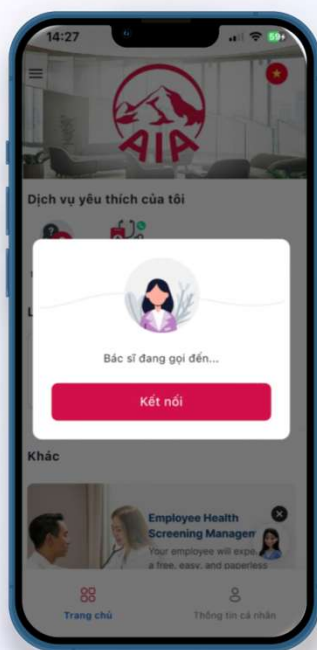 14:27
59
AIA
Dịch vụ yêu thích của tôi
Bác sĩ đang gọi đến...
Kết nối
Khác
Employee Health
Screening Managem
Your employee will expe
a free, easy, and paperless
Trang chủ
Thông tin cá nhân